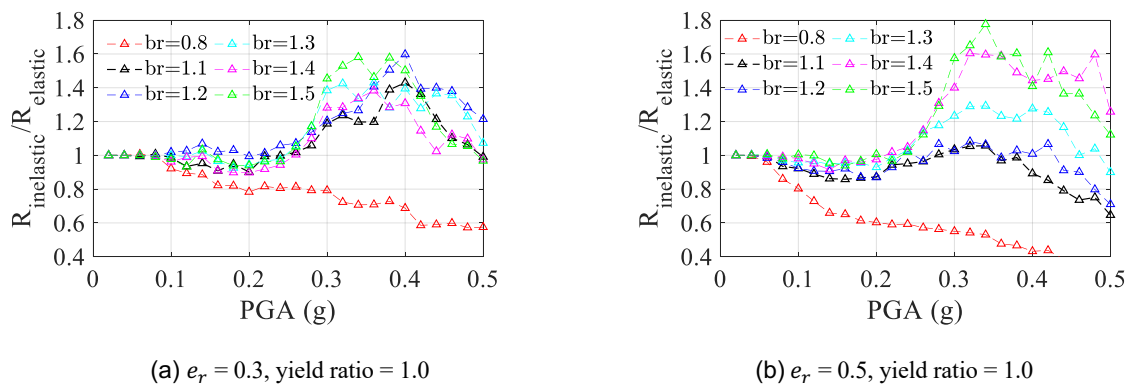 1.8
1.6
1.4
1.2
1
0.8
0.6
0.4
R_inelastic/R_elastic
br=0.8
br=1.1
br=1.2
br=1.3
br=1.4
br=1.5
0 0.1 0.2 0.3 0.4 0.5
PGA (g)
(a) e_r = 0.3, yield ratio = 1.0
1.8
1.6
1.4
1.2
1
0.8
0.6
0.4
R_inelastic/R_elastic
br=0.8
br=1.1
br=1.2
br=1.3
br=1.4
br=1.5
0 0.1 0.2 0.3 0.4 0.5
PGA (g)
(b) e_r = 0.5, yield ratio = 1.0